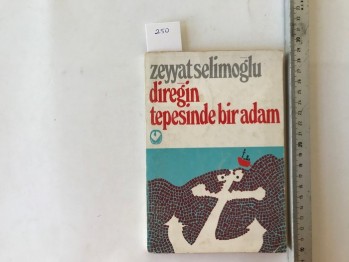 250
zeyyat selimoğlu
direğin
tepesinde bir adam